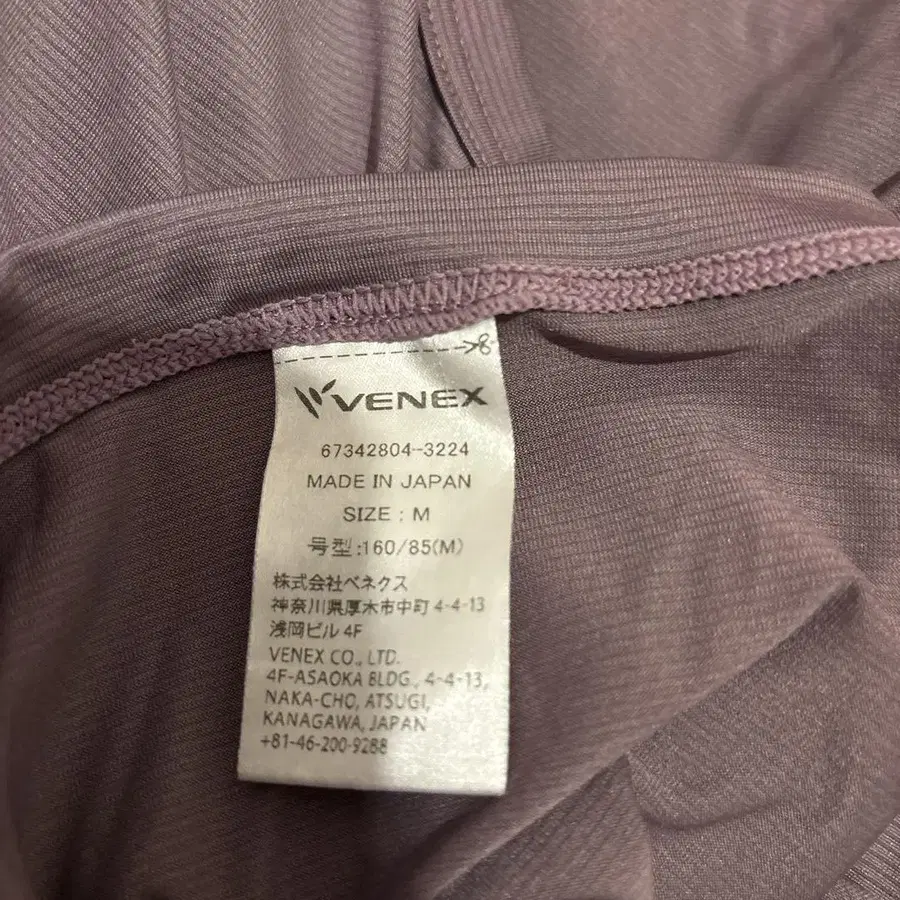 VENEX
67342804-3224
MADE IN JAPAN
SIZE : M
号型:160/85(M)
株式会社ベネクス
神奈川県厚木市中町 4-4-13
浅岡ビル 4F
VENEX CO., LTD.
4F-ASAOKA BLDG., 4-4-13,
NAKA-CHO, ATSUGI,
KANAGAWA, JAPAN
+81-46-200-9288